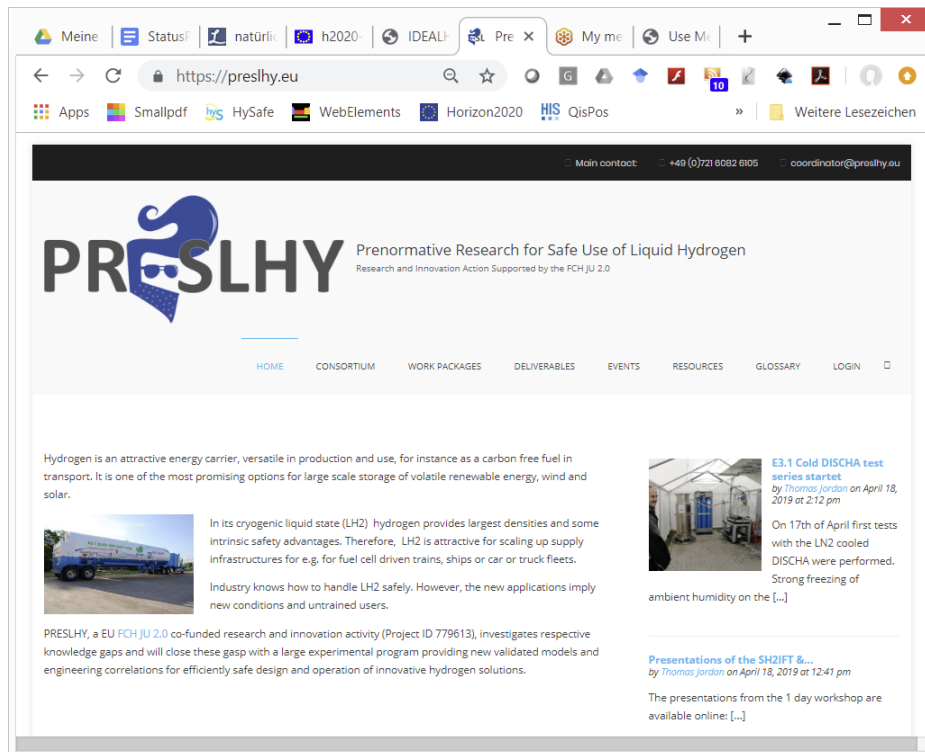 Meine
Status
natürlic
h2020-
IDEALH
Pre
My me
Use Me
https://preslhy.eu
G
10
Apps
Smallpdf
hys HySafe
WebElements
Horizon2020
HIS QisPos
»
Weitere Lesezeichen
Main contact:
+49 (0)721 6082 6105
coordinator@preslhy.eu
PRESLHY
Prenormative Research for Safe Use of Liquid Hydrogen
Research and Innovation Action Supported by the FCH JU 2.0
HOME
CONSORTIUM
WORK PACKAGES
DELIVERABLES
EVENTS
RESOURCES
GLOSSARY
LOGIN
Hydrogen is an attractive energy carrier, versatile in production and use, for instance as a carbon free fuel in
transport. It is one of the most promising options for large scale storage of volatile renewable energy, wind and
solar.
In its cryogenic liquid state (LH2) hydrogen provides largest densities and some
intrinsic safety advantages. Therefore, LH2 is attractive for scaling up supply
infrastructures for e.g. for fuel cell driven trains, ships or car or truck fleets.
Industry knows how to handle LH2 safely. However, the new applications imply
new conditions and untrained users.
PRESLHY, a EU FCH JU 2.0 co-funded research and innovation activity (Project ID 779613), investigates respective
knowledge gaps and will close these gasp with a large experimental program providing new validated models and
engineering correlations for efficiently safe design and operation of innovative hydrogen solutions.
E3.1 Cold DISCHA test
series startet
by Thomas Jordan on April 18,
2019 at 2:12 pm
On 17th of April first tests
with the LN2 cooled
DISCHA were performed.
Strong freezing of
ambient humidity on the [...]
Presentations of the SH2IFT &...
by Thomas Jordan on April 18, 2019 at 12:41 pm
The presentations from the 1 day workshop are
available online: [...]